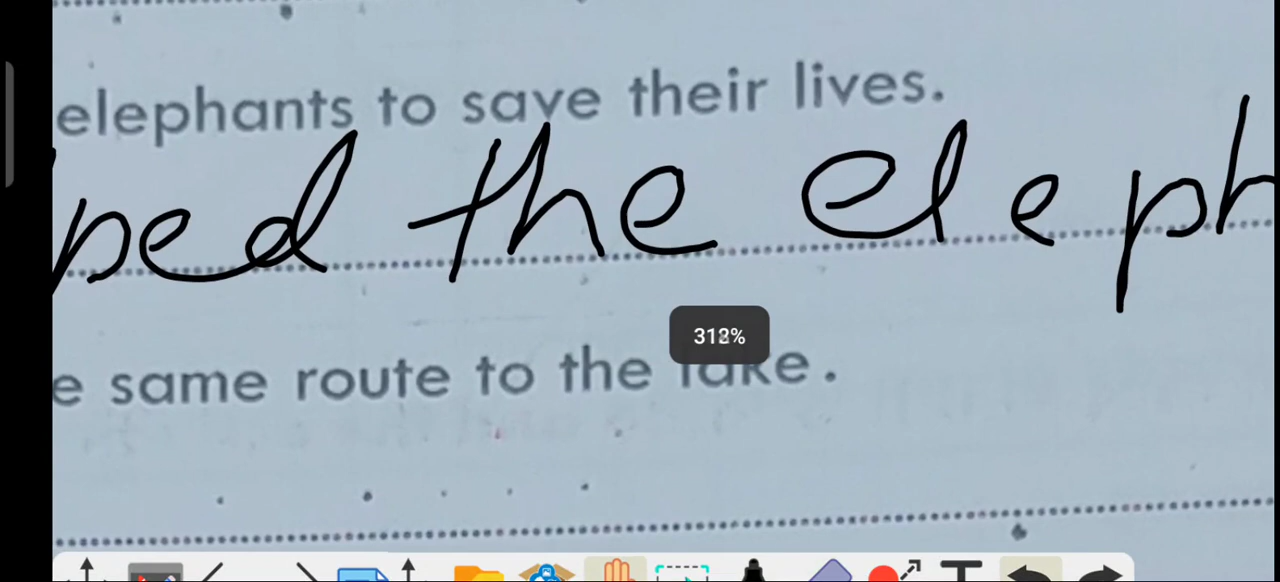 elephants to save their lives.
ped the eleph
e same route to the lake.